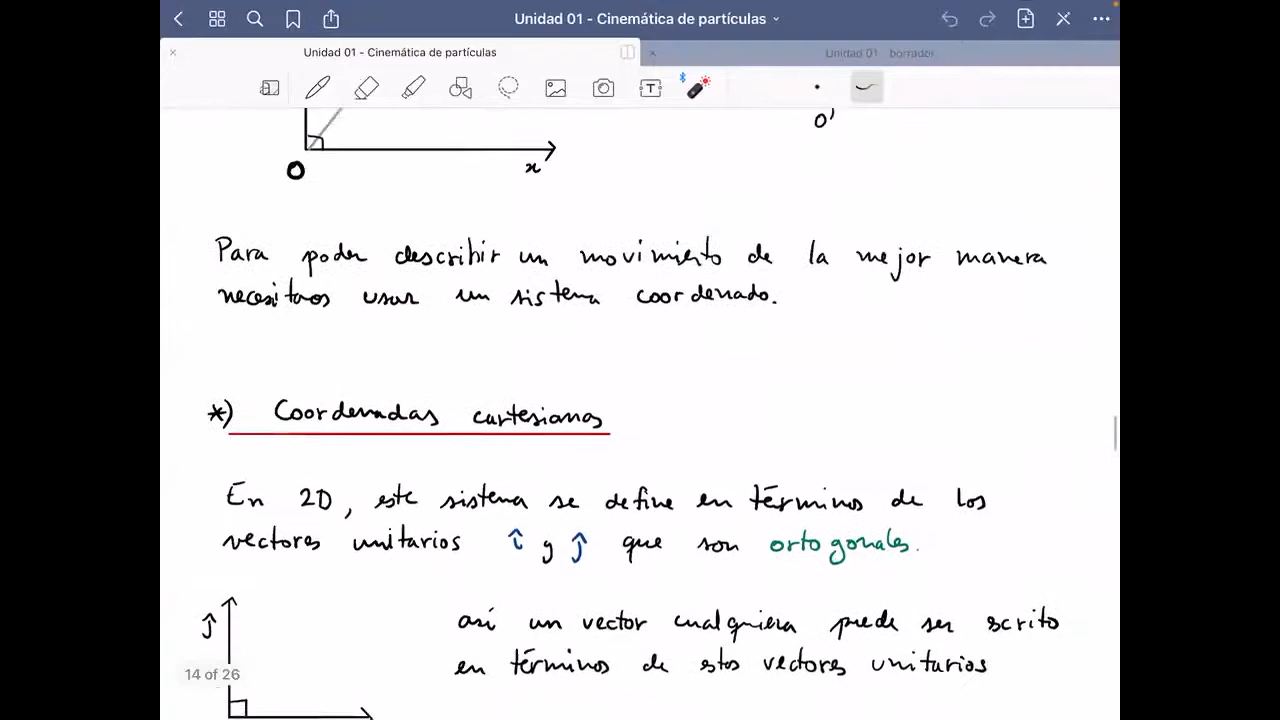 Unidad 01 - Cinemática de partículas
Unidad 01 - Cinemática de partículas
Unidad 01 borrador
T
O'
O
x
Para poder describir un movimiento de la mejor manera
necesitaos usar un sistema coordenado.
*) Coordenadas cartesianas
En 2D, este sistema se define en términos de los
vectores unitarios î y ĵ que son ortogonales.
ĵ
así un vector cualquiera puede ser escrito
en términos de estos vectores unitarios
14 of 26